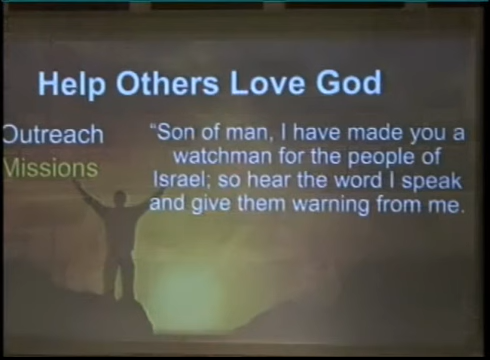 Help Others Love God
Outreach
Missions
“Son of man, I have made you a
watchman for the people of
Israel; so hear the word I speak
and give them warning from me.